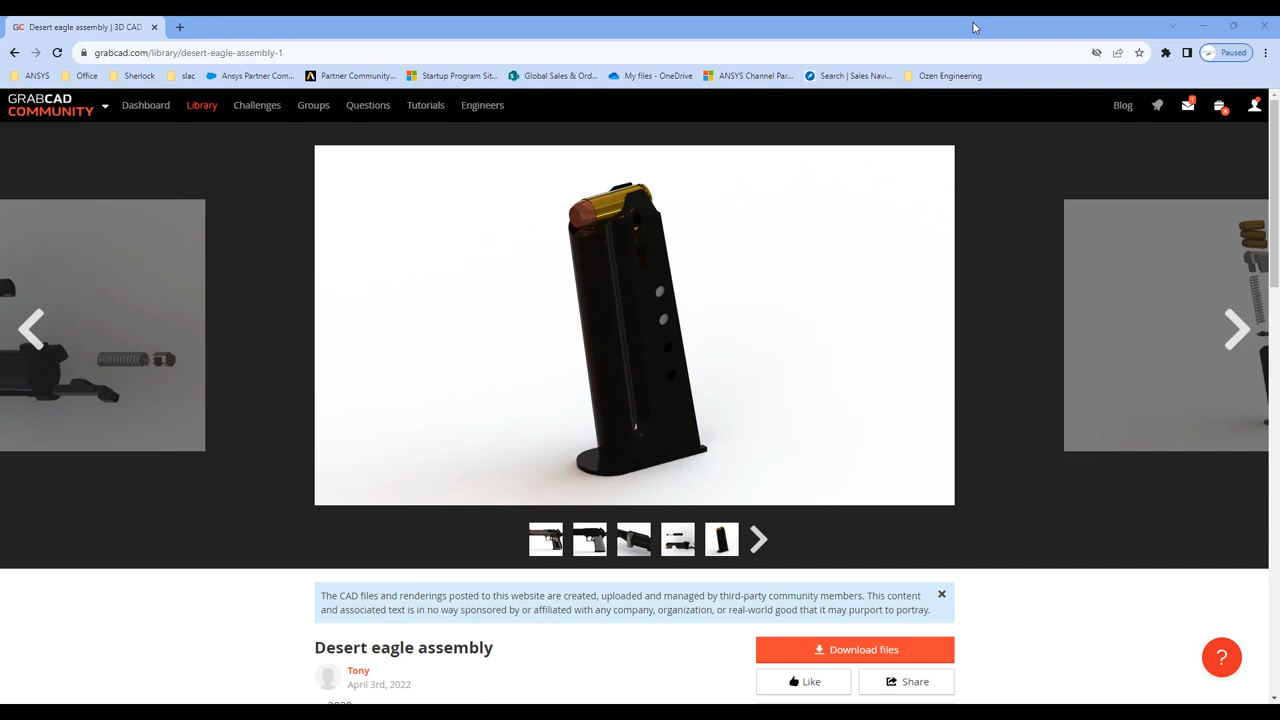 GC Desert eagle assembly | 3D CAD
grabcad.com/library/desert-eagle-assembly-1
Paused
ANSYS
Office
Sherlock
slac
Ansys Partner Com...
Partner Community...
Startup Program Sit...
Global Sales & Ord...
My files - OneDrive
ANSYS Channel Par...
Search | Sales Navi...
Ozen Engineering
GRABCAD
COMMUNITY
Dashboard
Library
Challenges
Groups
Questions
Tutorials
Engineers
Blog
1
The CAD files and renderings posted to this website are created, uploaded and managed by third-party community members. This content
and associated text is in no way sponsored by or affiliated with any company, organization, or real-world good that it may purport to portray.
Desert eagle assembly
Download files
Tony
April 3rd, 2022
Like
Share
?